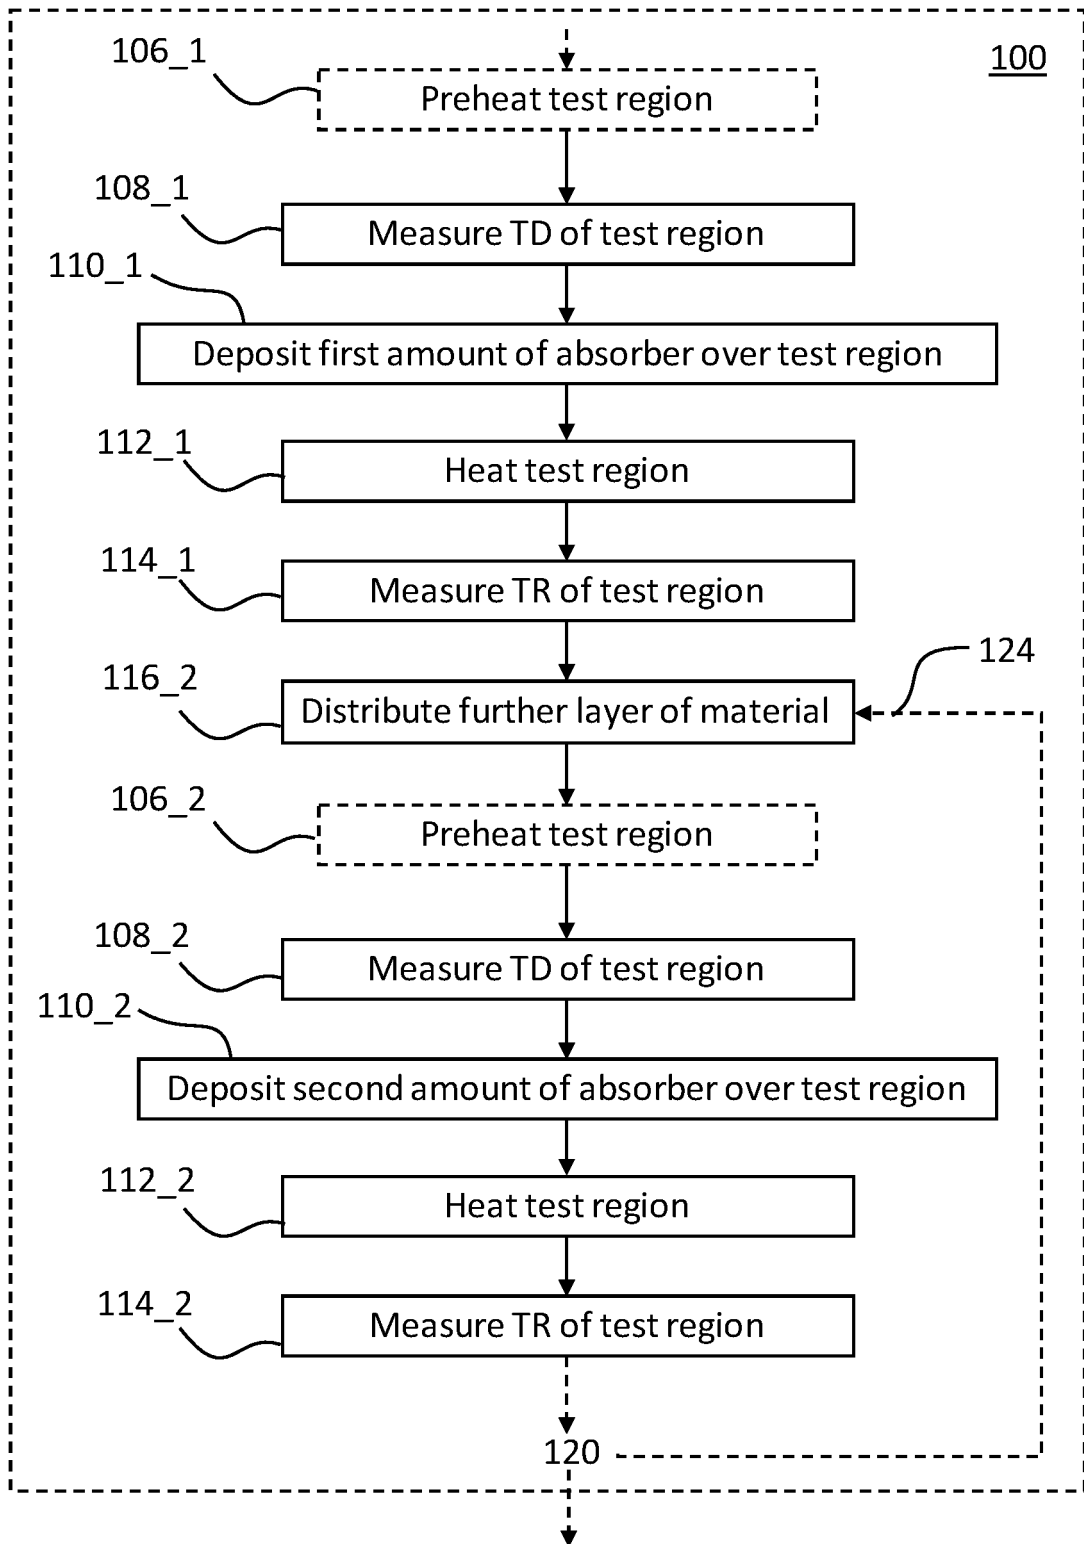 106_1
100
Preheat test region
108_1
Measure TD of test region
110_1
Deposit first amount of absorber over test region
112_1
Heat test region
114_1
Measure TR of test region
124
116_2
Distribute further layer of material
106_2
Preheat test region
108_2
Measure TD of test region
110_2
Deposit second amount of absorber over test region
112_2
Heat test region
114_2
Measure TR of test region
120